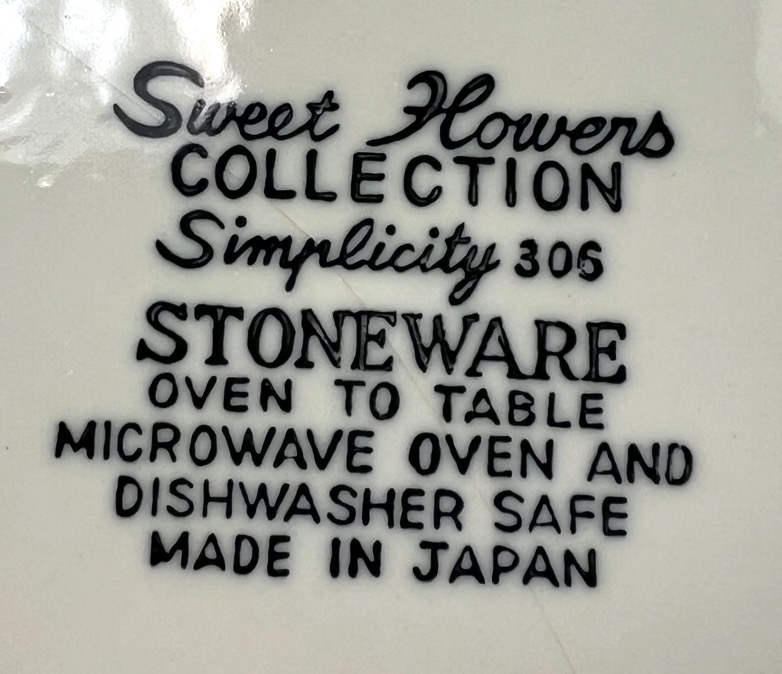 Sweet Flowers
COLLECTION
Simplicity 306
STONEWARE
OVEN TO TABLE
MICROWAVE OVEN AND
DISHWASHER SAFE
MADE IN JAPAN